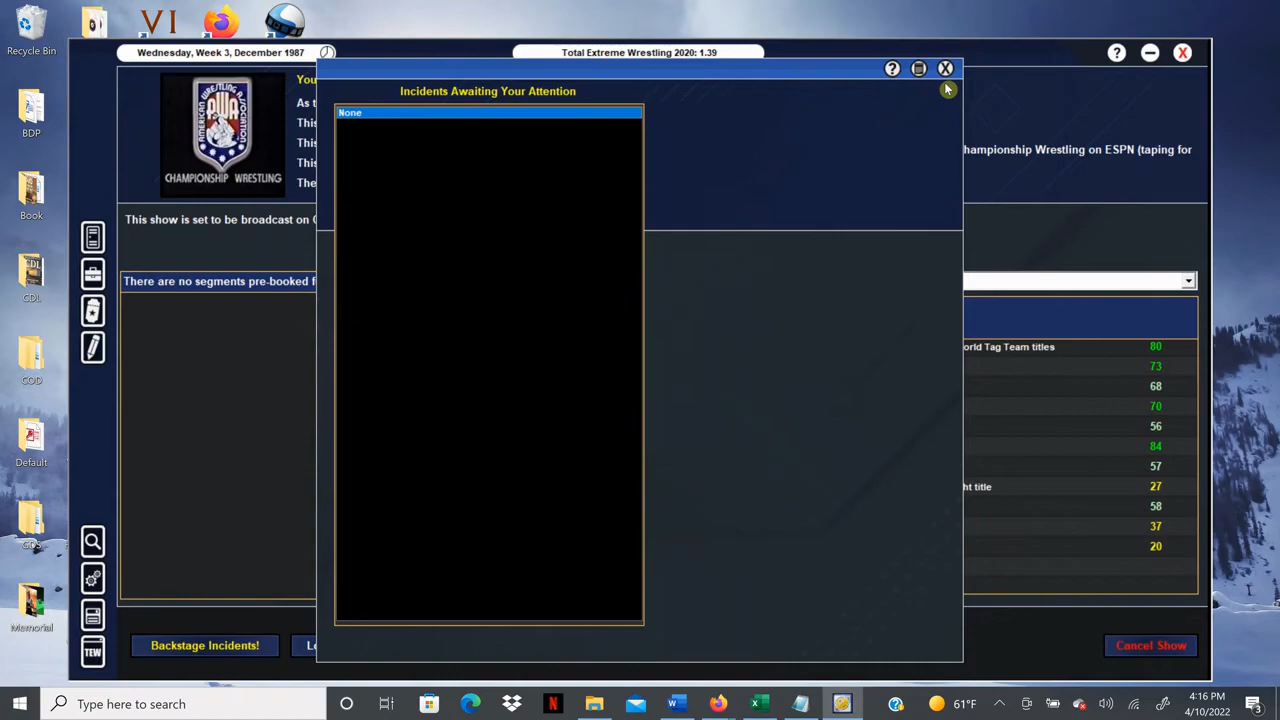 Recycle Bin
VI
BDP
Book
CDL
COD
Default
GDS
Memorial
Wednesday, Week 3, December 1987
Total Extreme Wrestling 2020: 1.39
? X
AMERICAN WRESTLING ASSOCIATION
AWA
CHAMPIONSHIP WRESTLING
You
As t
This
This
This
The
? X
Incidents Awaiting Your Attention
None
hampionship Wrestling on ESPN (taping for
This show is set to be broadcast on C
There are no segments pre-booked f
orld Tag Team titles 80
73
68
70
56
84
57
ht title 27
58
37
20
TEW
Backstage Incidents!
Lo
Cancel Show
Type here to search
61°F
4:16 PM
4/10/2022
3